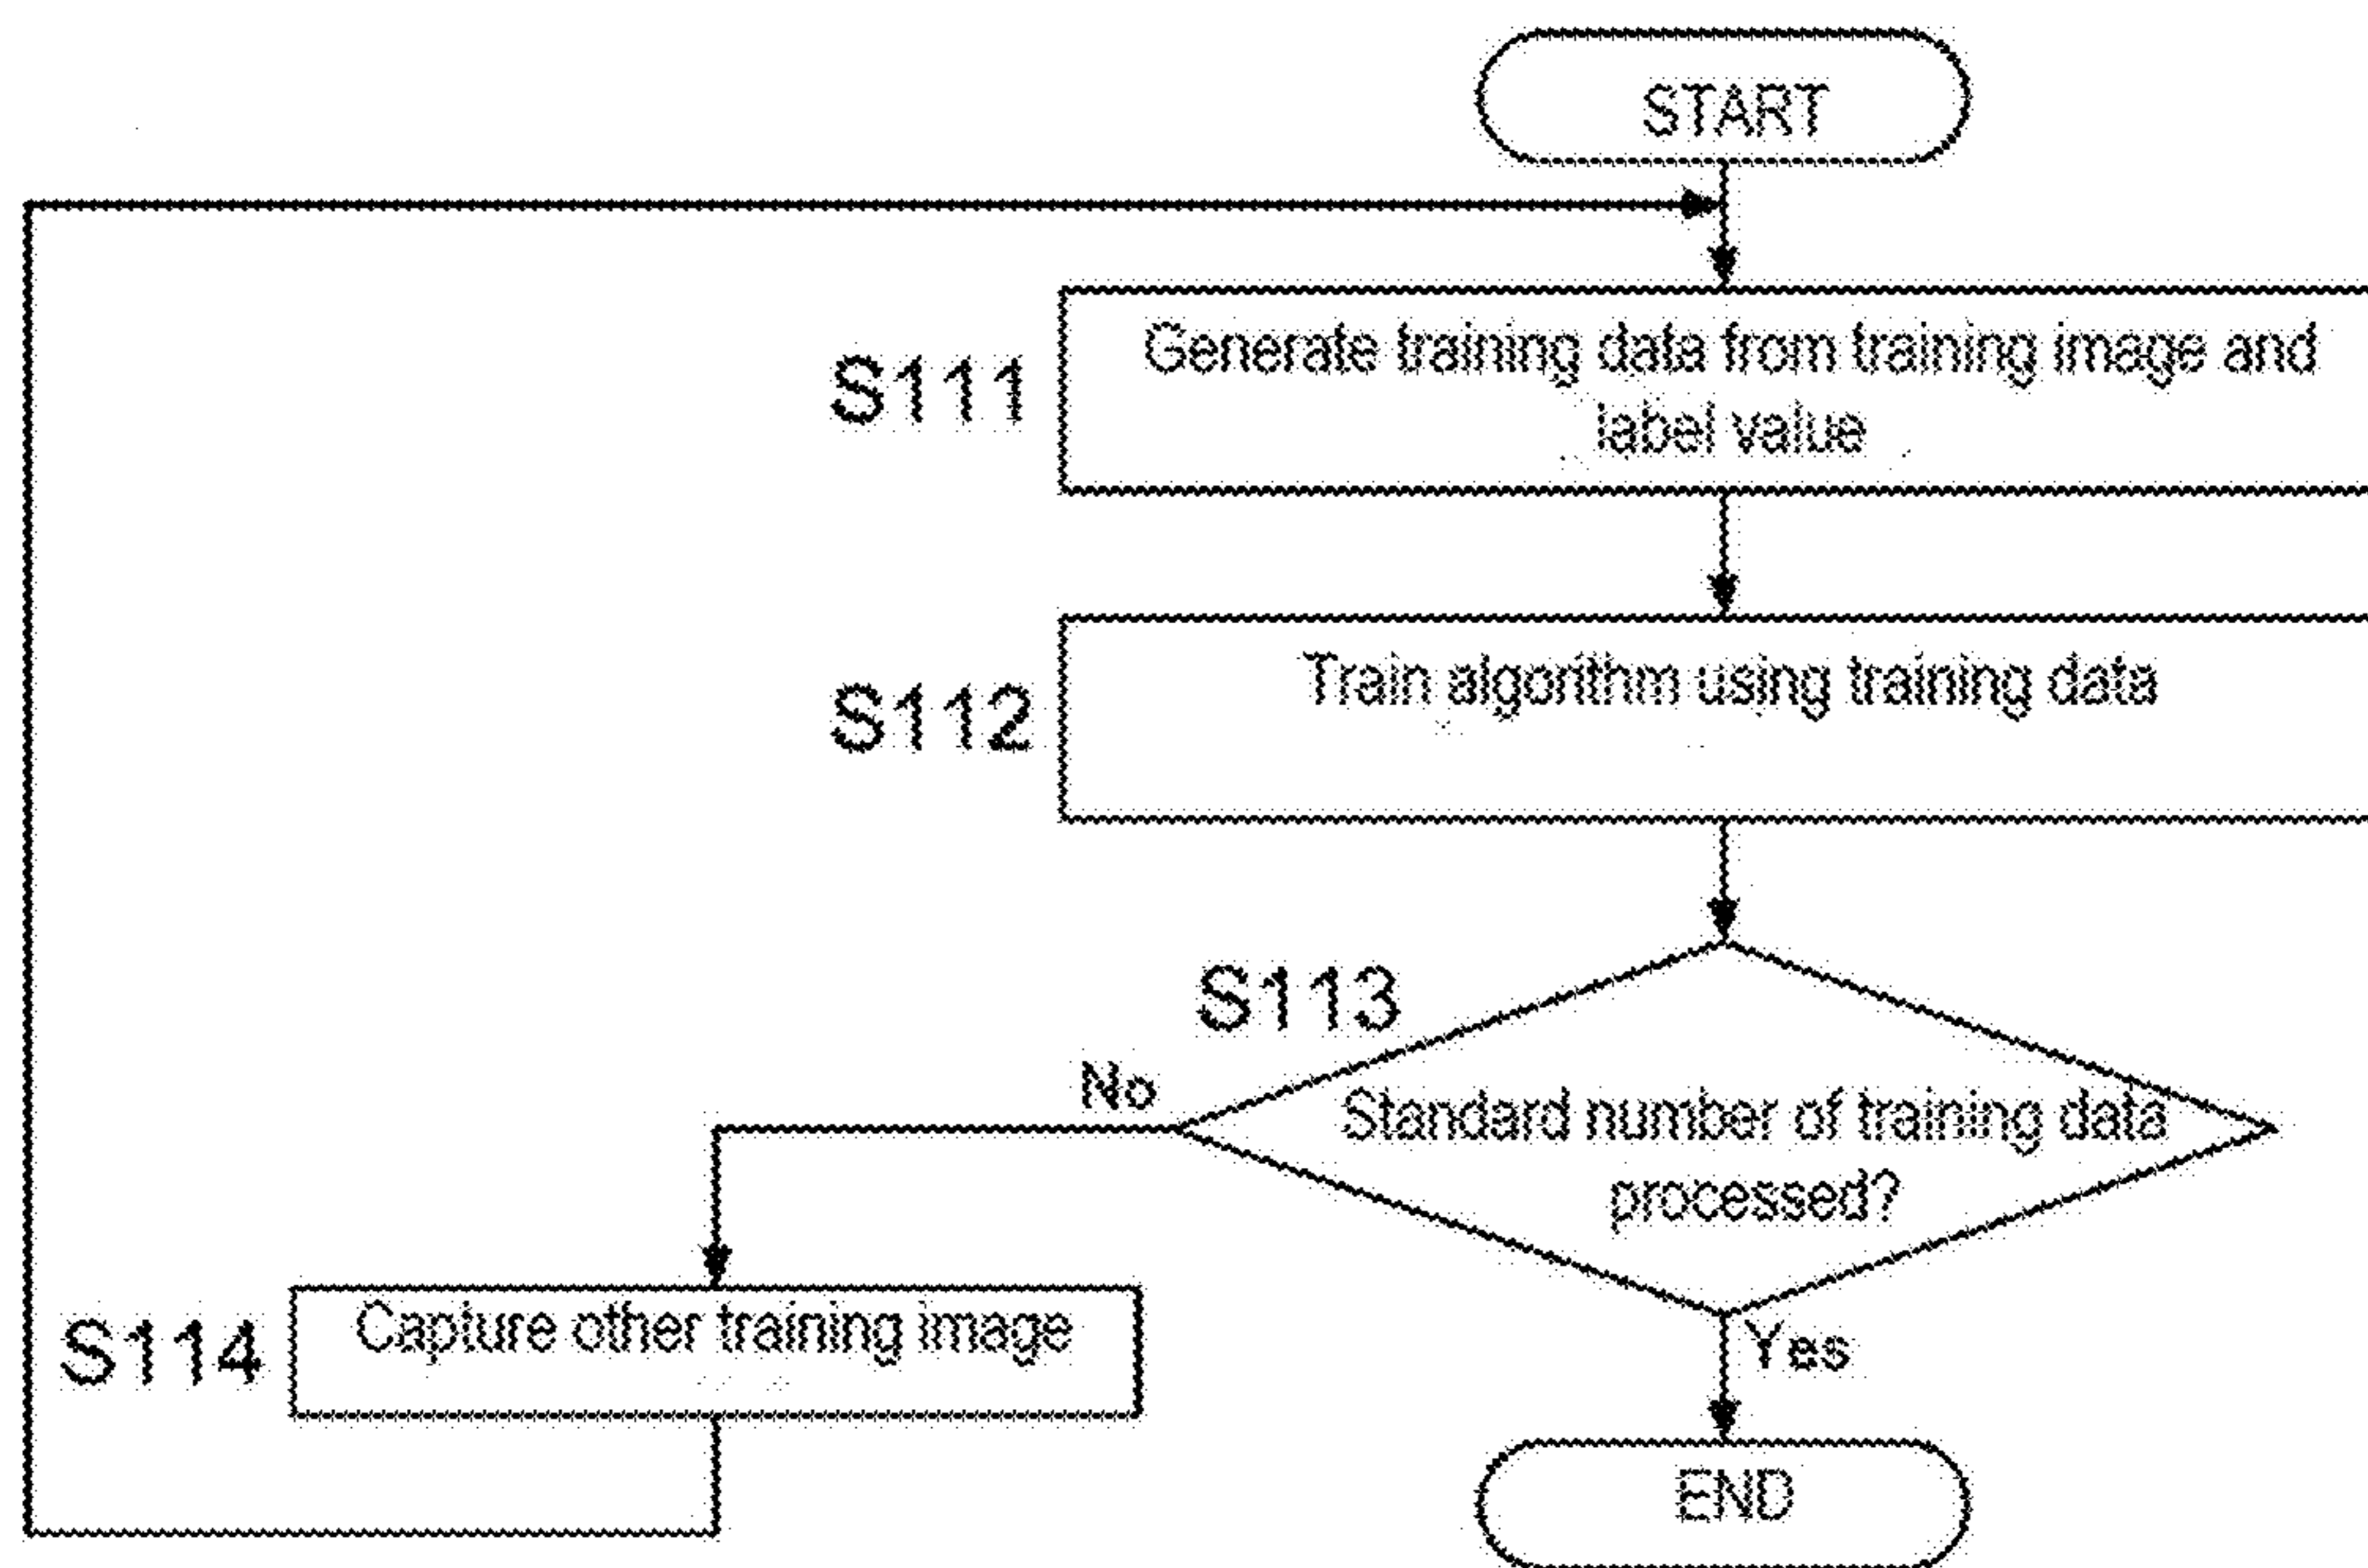 START
S111
Generate training data from training image and
label value
S112
Train algorithm using training data
S113
No
Standard number of training data
processed?
S114
Capture other training image
Yes
END